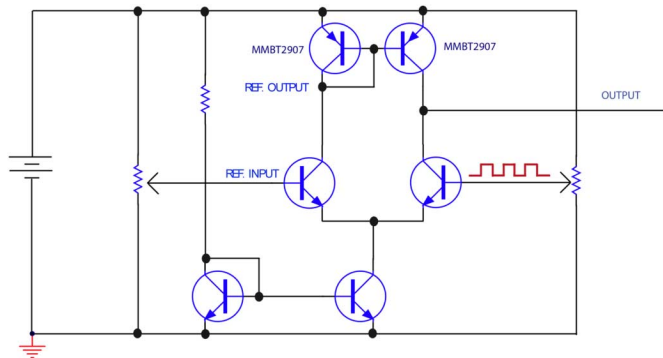 MMBT2907
MMBT2907
REF. OUTPUT
OUTPUT
REF. INPUT